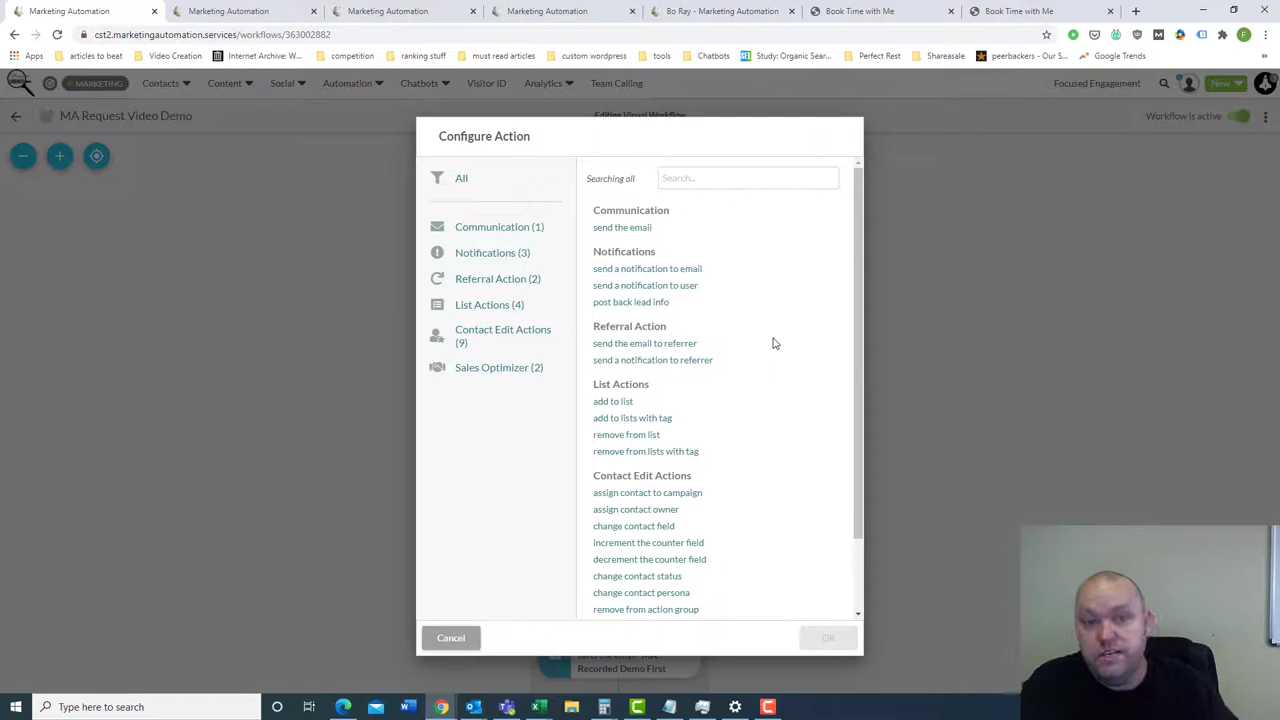 Marketing Automation
Marketing Automation
Marketing Automation
Marketing Automation
Bo Ray - Marketing Automation
Book Time with Me
Book Time with Me
cst2.marketingautomation.services/workflows/363002882
Apps
articles to beat
Video Creation
Internet Archive: W...
competition
ranking stuff
must read articles
custom wordpress
tools
Chatbots
Study: Organic Sear...
Perfect Rest
Shareasale
peerbackers - Our S...
Google Trends
MARKETING
Contacts
Content
Social
Automation
Chatbots
Visitor ID
Analytics
Team Calling
Focused Engagement
New
MA Request Video Demo
Editing Visual Workflow
Workflow is active
Configure Action
All
Communication (1)
Notifications (3)
Referral Action (2)
List Actions (4)
Contact Edit Actions
(9)
Sales Optimizer (2)
Searching all
Search...
Communication
send the email
Notifications
send a notification to email
send a notification to user
post back lead info
Referral Action
send the email to referrer
send a notification to referrer
List Actions
add to list
add to lists with tag
remove from list
remove from lists with tag
Contact Edit Actions
assign contact to campaign
assign contact owner
change contact field
increment the counter field
decrement the counter field
change contact status
change contact persona
remove from action group
Cancel
OK
Recorded Demo First
Type here to search